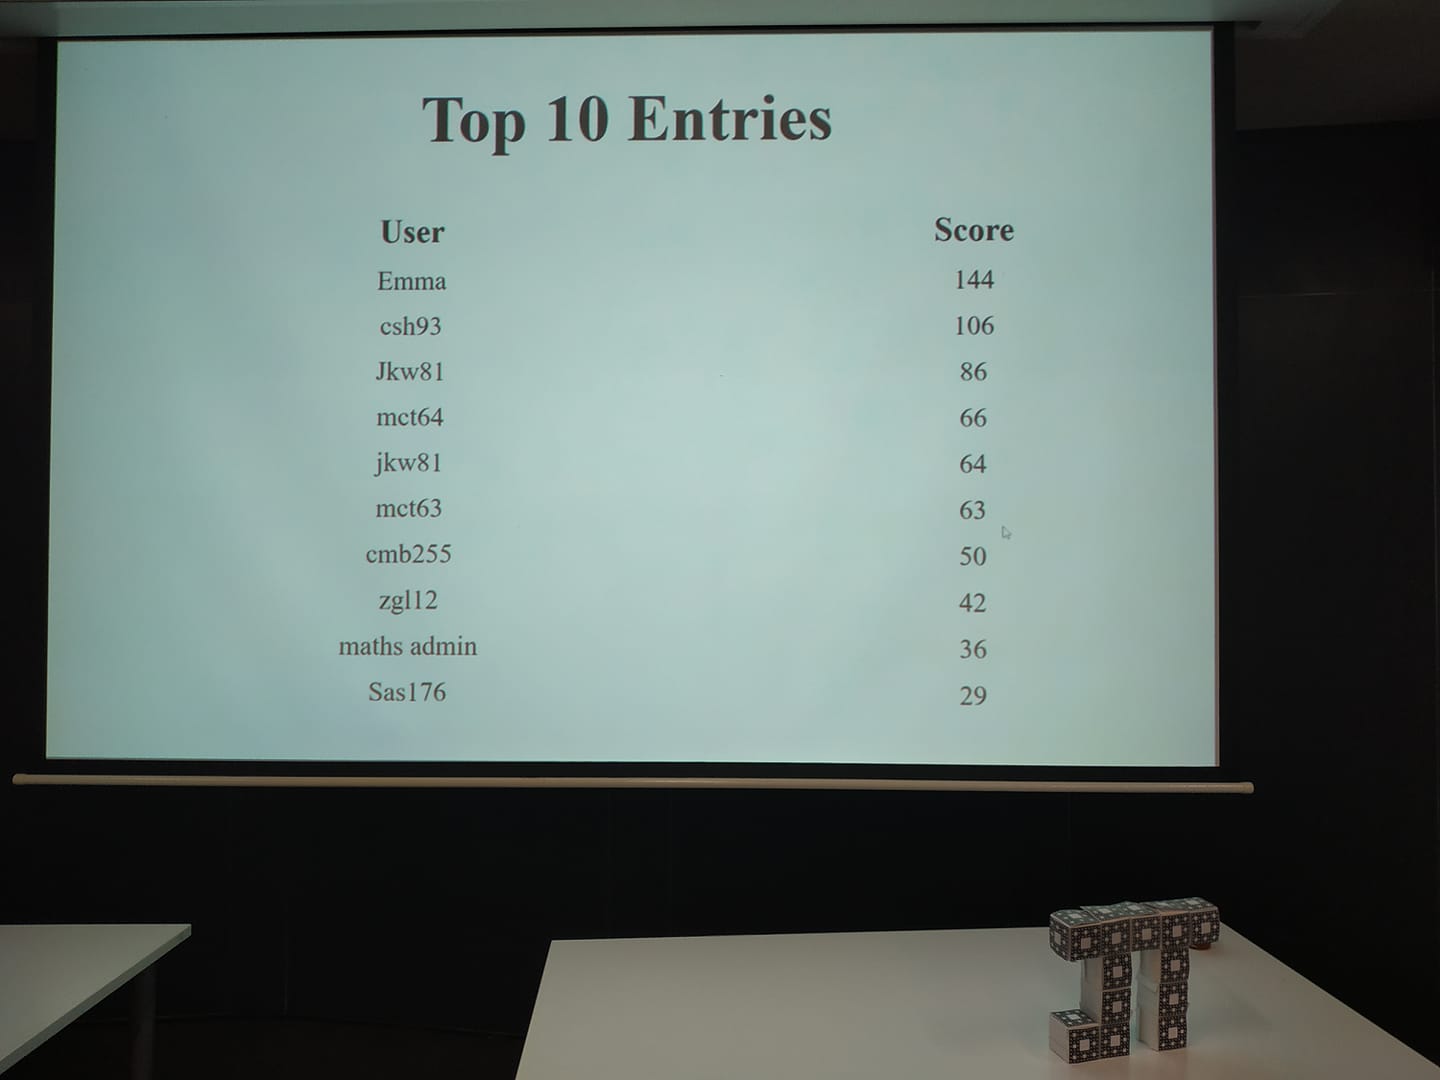 Top 10 Entries
User Score
Emma 144
csh93 106
Jkw81 86
mct64 66
jkw81 64
mct63 63
cmb255 50
zgl12 42
maths admin 36
Sas176 29